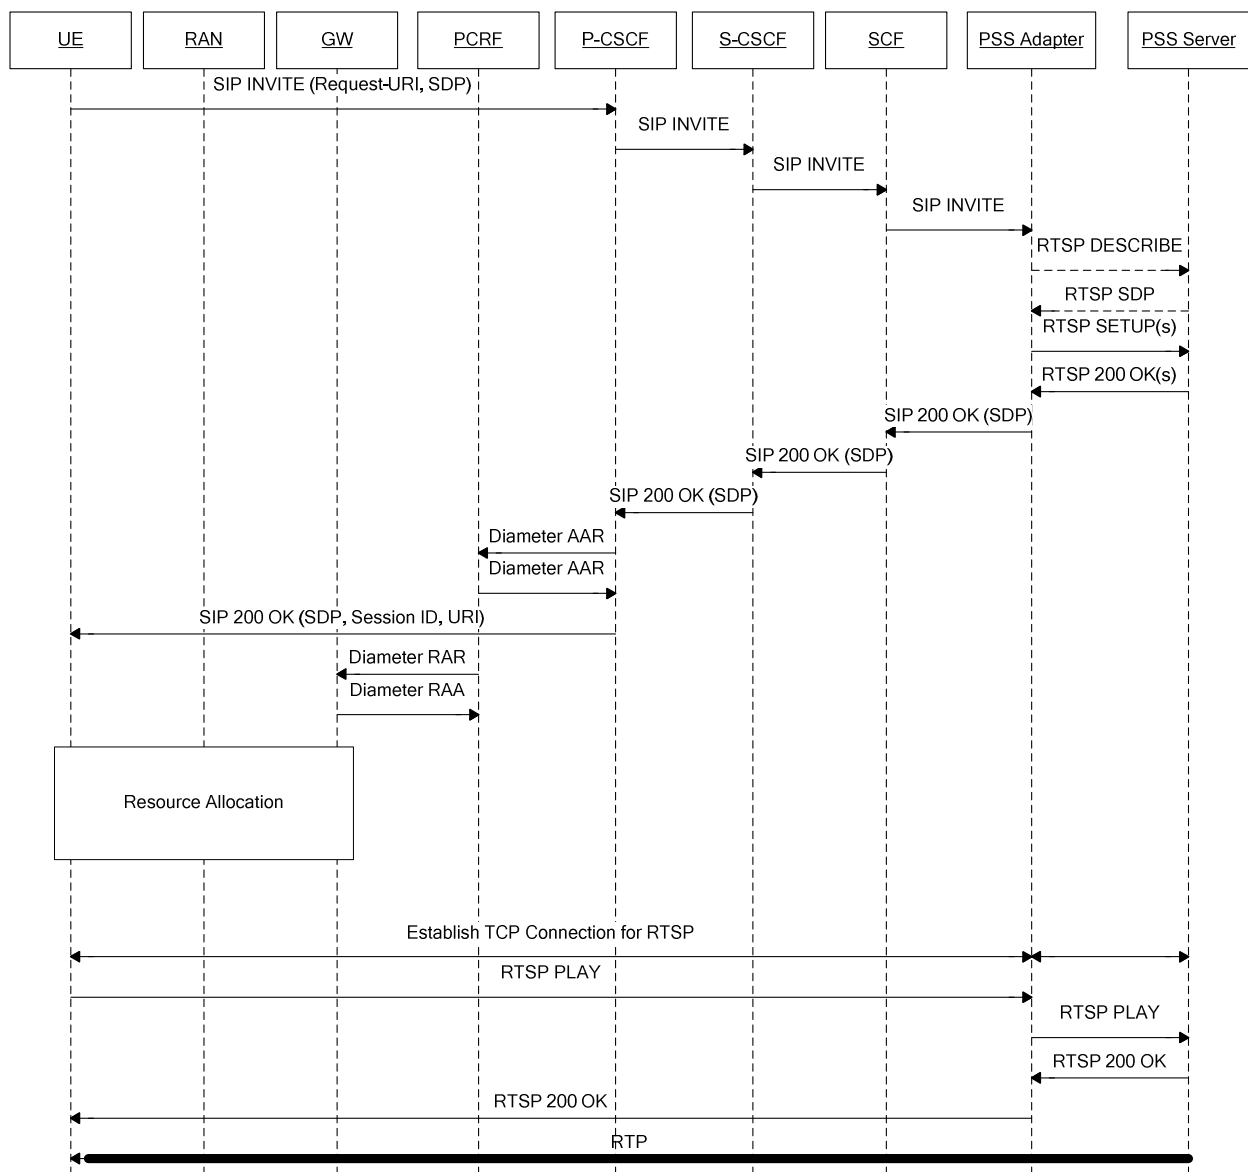 UE
RAN
GW
PCRF
P-CSCF
S-CSCF
SCF
PSS Adapter
PSS Server
SIP INVITE (Request-URI, SDP)
SIP INVITE
SIP INVITE
SIP INVITE
RTSP DESCRIBE
RTSP SDP
RTSP SETUP(s)
RTSP 200 OK(s)
SIP 200 OK (SDP)
SIP 200 OK (SDP)
SIP 200 OK (SDP)
Diameter AAR
Diameter AAR
SIP 200 OK (SDP, Session ID, URI)
Diameter RAR
Diameter RAA
Resource Allocation
Establish TCP Connection for RTSP
RTSP PLAY
RTSP PLAY
RTSP 200 OK
RTSP 200 OK
RTP